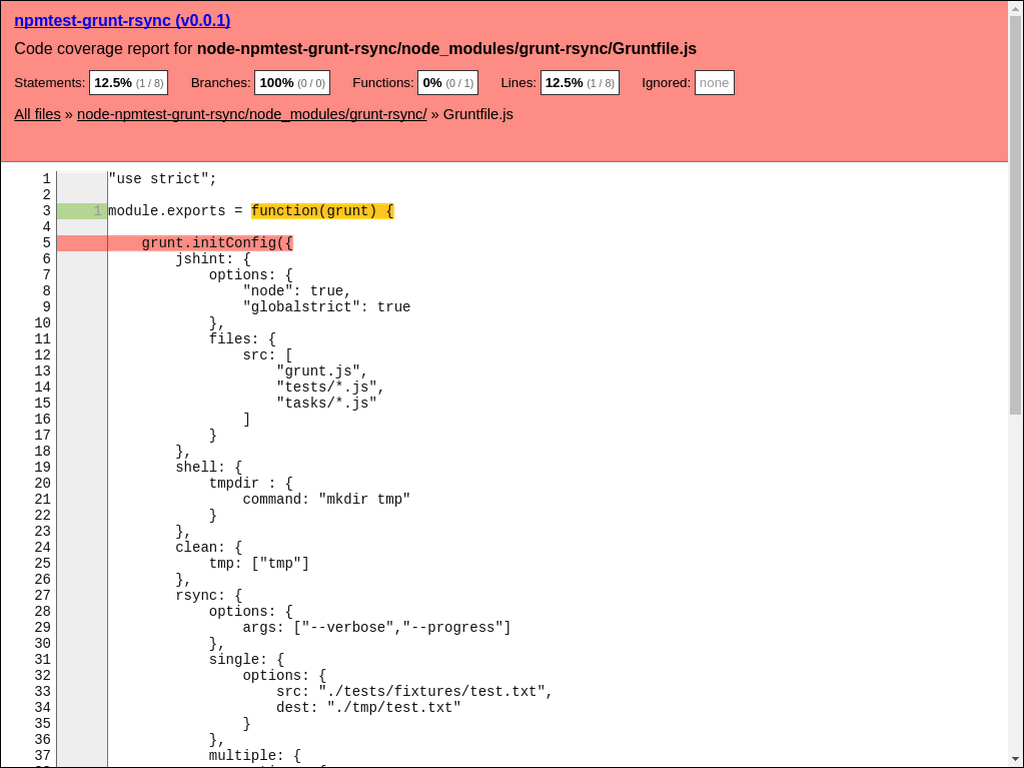 npmtest-grunt-rsync (v0.0.1)
Code coverage report for node-npmtest-grunt-rsync/node_modules/grunt-rsync/Gruntfile.js
Statements: 12.5% (1 / 8) Branches: 100% (0 / 0) Functions: 0% (0 / 1) Lines: 12.5% (1 / 8) Ignored: none
All files » node-npmtest-grunt-rsync/node_modules/grunt-rsync/ » Gruntfile.js
1 "use strict";
2
3 1 module.exports = function(grunt) {
4
5 grunt.initConfig({
6 jshint: {
7 options: {
8 "node": true,
9 "globalstrict": true
10 },
11 files: {
12 src: [
13 "grunt.js",
14 "tests/*.js",
15 "tasks/*.js"
16 ]
17 }
18 },
19 shell: {
20 tmpdir : {
21 command: "mkdir tmp"
22 }
23 },
24 clean: {
25 tmp: ["tmp"]
26 },
27 rsync: {
28 options: {
29 args: ["--verbose","--progress"]
30 },
31 single: {
32 options: {
33 src: "./tests/fixtures/test.txt",
34 dest: "./tmp/test.txt"
35 }
36 },
37 multiple: {